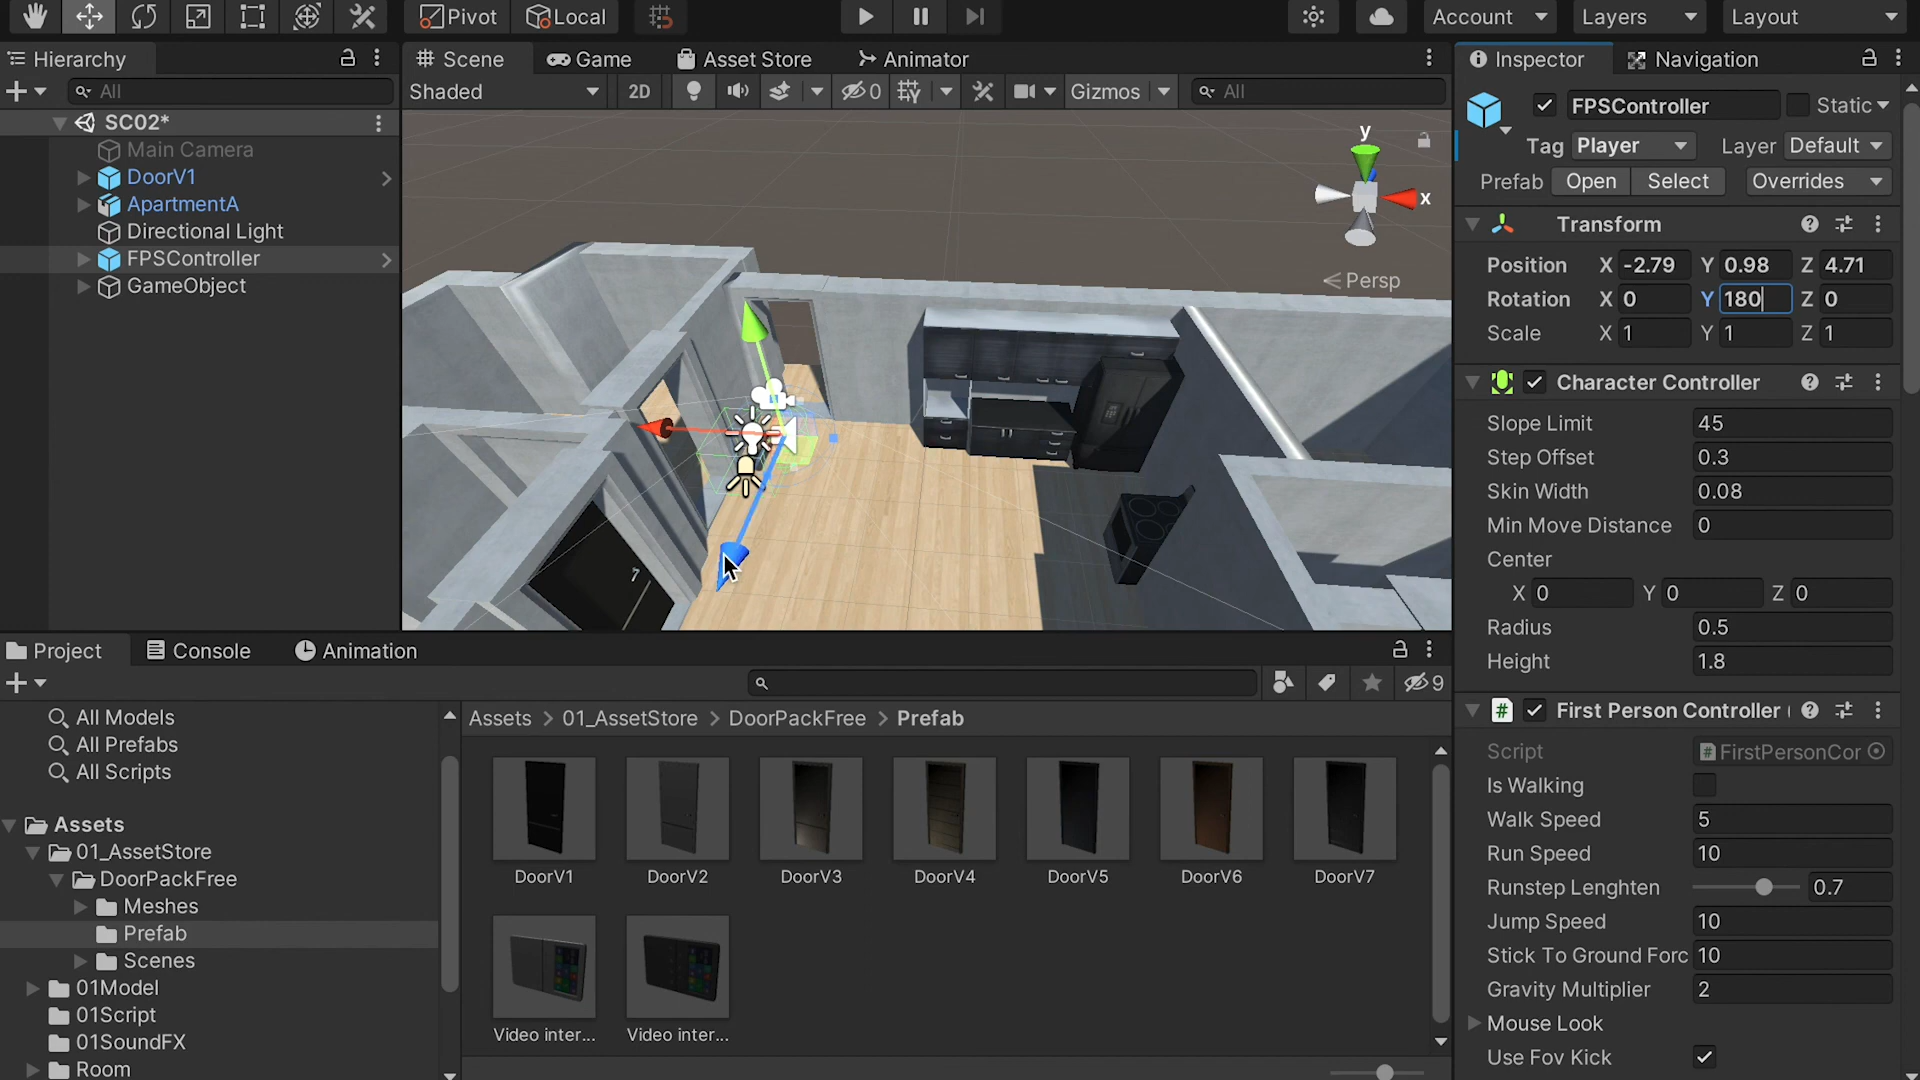 Pivot Local Account Layers Layout
Hierarchy
All
SC02*
Main Camera
DoorV1
ApartmentA
Directional Light
FPSController
GameObject
Scene Game Asset Store Animator
Shaded 2D 0 Gizmos All
y
x
Persp
7
Inspector Navigation
FPSController Static
Tag Player Layer Default
Prefab Open Select Overrides
Transform
Position X -2.79 Y 0.98 Z 4.71
Rotation X 0 Y 180 Z 0
Scale X 1 Y 1 Z 1
Character Controller
Slope Limit 45
Step Offset 0.3
Skin Width 0.08
Min Move Distance 0
Center
X 0 Y 0 Z 0
Radius 0.5
Height 1.8
First Person Controller (
Script # FirstPersonCor
Is Walking
Walk Speed 5
Run Speed 10
Runstep Lenghten 0.7
Jump Speed 10
Stick To Ground Forc 10
Gravity Multiplier 2
Mouse Look
Use Fov Kick
Project Console Animation
9
All Models
All Prefabs
All Scripts
Assets
01_AssetStore
DoorPackFree
Meshes
Prefab
Scenes
01Model
01Script
01SoundFX
Room
Assets > 01_AssetStore > DoorPackFree > Prefab
DoorV1 DoorV2 DoorV3 DoorV4 DoorV5 DoorV6 DoorV7
Video inter... Video inter...